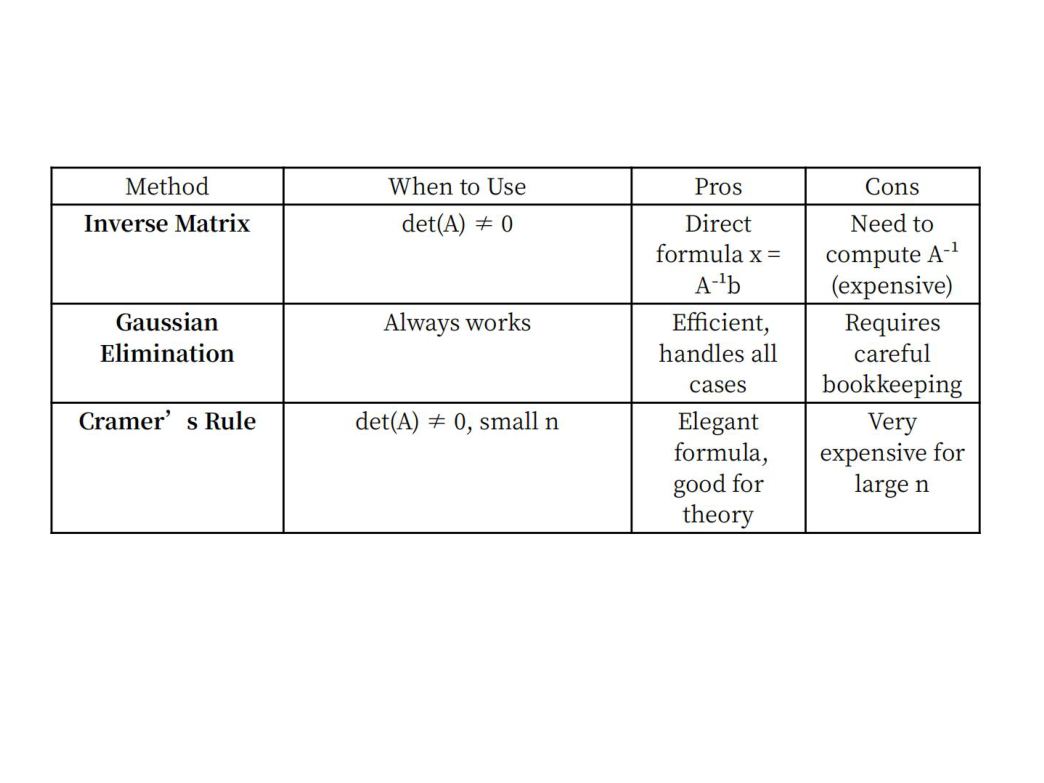 Method When to Use Pros Cons
Inverse Matrix det(A) ≠ 0 Direct Need to
formula x = compute A⁻¹
A⁻¹b (expensive)
Gaussian Always works Efficient, Requires
Elimination handles all careful
cases bookkeeping
Cramer’s Rule det(A) ≠ 0, small n Elegant Very
formula, expensive for
good for large n
theory